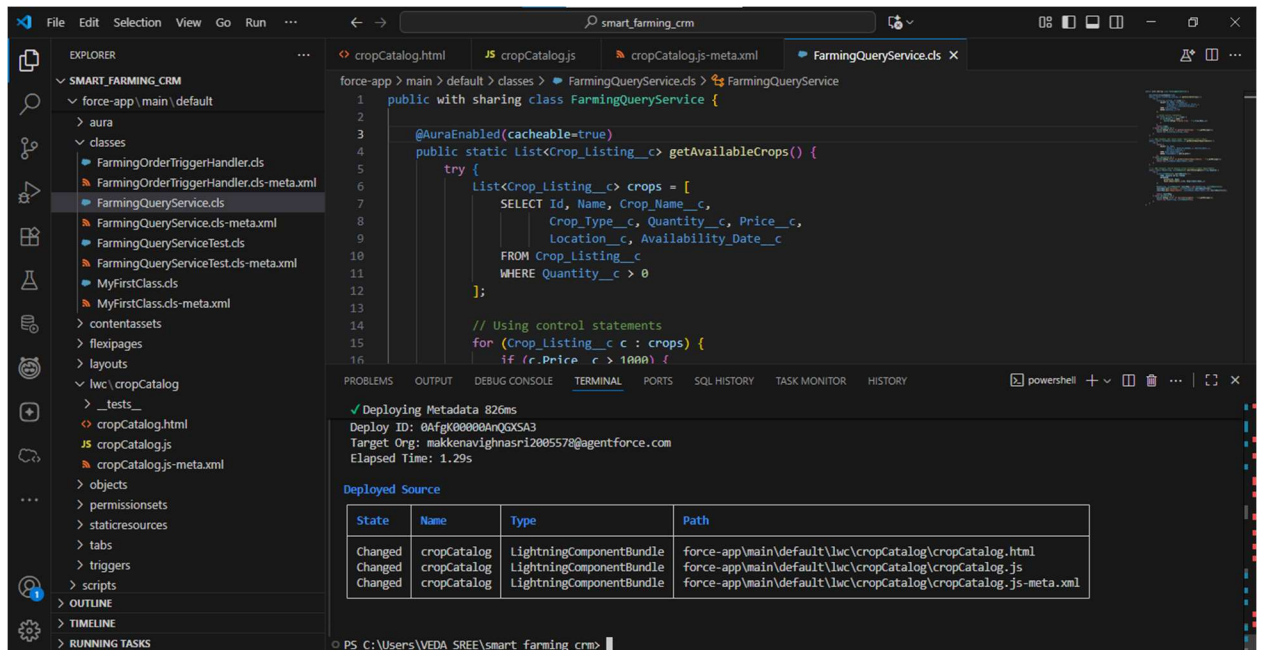 File Edit Selection View Go Run ···
smart_farming_crm
EXPLORER ···
SMART_FARMING_CRM
force-app\main\default
aura
classes
FarmingOrderTriggerHandler.cls
FarmingOrderTriggerHandler.cls-meta.xml
FarmingQueryService.cls
FarmingQueryService.cls-meta.xml
FarmingQueryServiceTest.cls
FarmingQueryServiceTest.cls-meta.xml
MyFirstClass.cls
MyFirstClass.cls-meta.xml
contentassets
flexipages
layouts
lwc\cropCatalog
__tests__
cropCatalog.html
JS cropCatalog.js
cropCatalog.js-meta.xml
objects
permissionsets
staticresources
tabs
triggers
scripts
OUTLINE
TIMELINE
RUNNING TASKS
1
cropCatalog.html JS cropCatalog.js cropCatalog.js-meta.xml FarmingQueryService.cls
force-app > main > default > classes > FarmingQueryService.cls > FarmingQueryService
1 public with sharing class FarmingQueryService {
2
3 @AuraEnabled(cacheable=true)
4 public static List<Crop_Listing__c> getAvailableCrops() {
5 try {
6 List<Crop_Listing__c> crops = [
7 SELECT Id, Name, Crop_Name__c,
8 Crop_Type__c, Quantity__c, Price__c,
9 Location__c, Availability_Date__c
10 FROM Crop_Listing__c
11 WHERE Quantity__c > 0
12 ];
13
14 // Using control statements
15 for (Crop_Listing__c c : crops) {
16 if (c.Price__c > 1000) {
PROBLEMS OUTPUT DEBUG CONSOLE TERMINAL PORTS SQL HISTORY TASK MONITOR HISTORY powershell
✓ Deploying Metadata 826ms
Deploy ID: 0AfgK00000AnQGXSA3
Target Org: makkenavighnasri2005578@agentforce.com
Elapsed Time: 1.29s
Deployed Source
State Name Type Path
Changed cropCatalog LightningComponentBundle force-app\main\default\lwc\cropCatalog\cropCatalog.html
Changed cropCatalog LightningComponentBundle force-app\main\default\lwc\cropCatalog\cropCatalog.js
Changed cropCatalog LightningComponentBundle force-app\main\default\lwc\cropCatalog\cropCatalog.js-meta.xml
PS C:\Users\VEDA SREE\smart_farming_crm>